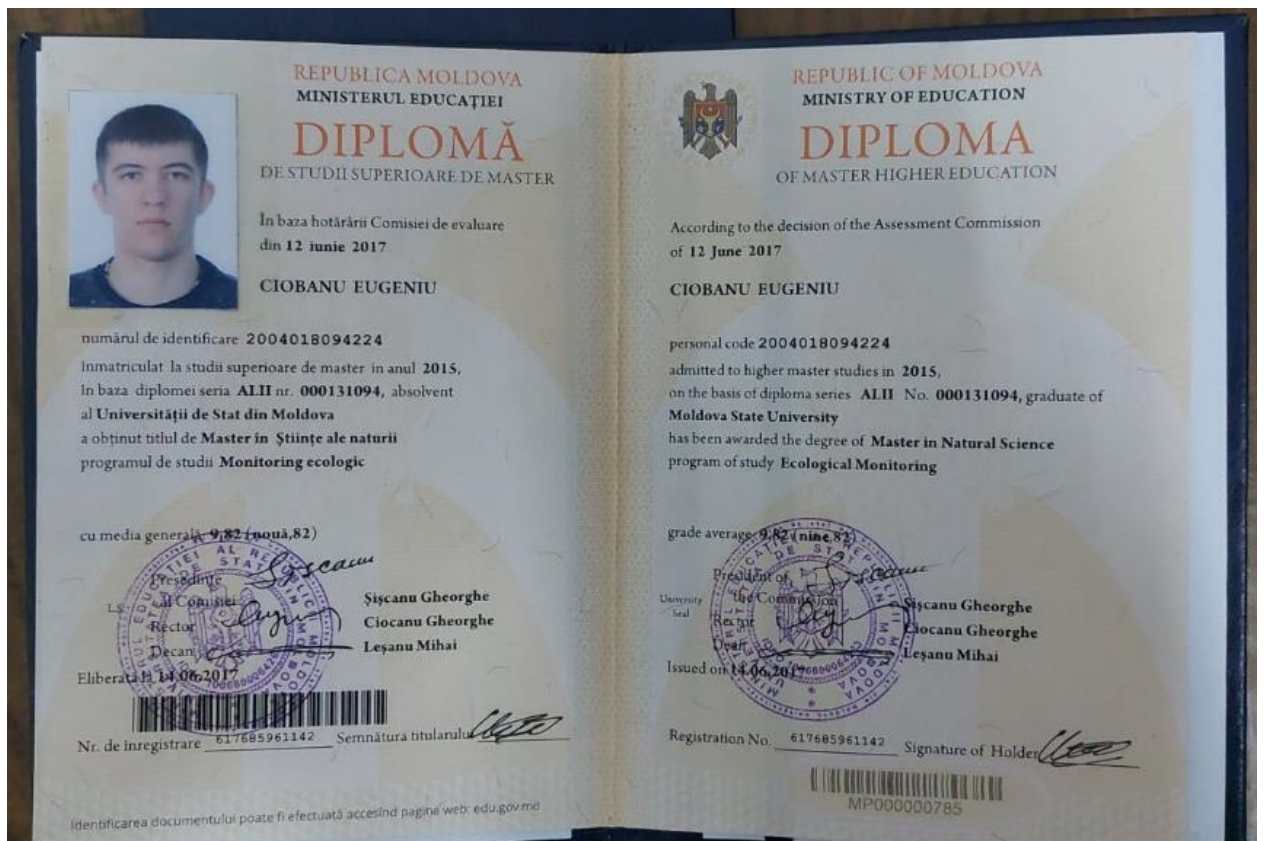 REPUBLICA MOLDOVA
MINISTERUL EDUCAȚIEI
DIPLOMĂ
DE STUDII SUPERIOARE DE MASTER
În baza hotărârii Comisiei de evaluare
din 12 iunie 2017
CIOBANU EUGENIU
numărul de identificare 2004018094224
Inmatriculat la studii superioare de master in anul 2015,
în baza diplomei seria ALII nr. 000131094, absolvent
al Universității de Stat din Moldova
a obținut titlul de Master în Științe ale naturii
programul de studii Monitoring ecologic
cu media generală 9,82 (nouă,82)
Președinte
al Comisiei Șișcanu Gheorghe
L.S.
Rector Ciocanu Gheorghe
Decan Leșanu Mihai
Eliberată la 14.06.2017
Nr. de înregistrare 617685961142 Semnătura titularului
Identificarea documentului poate fi efectuată accesînd pagina web: edu.gov.md
REPUBLIC OF MOLDOVA
MINISTRY OF EDUCATION
DIPLOMA
OF MASTER HIGHER EDUCATION
According to the decision of the Assessment Commission
of 12 June 2017
CIOBANU EUGENIU
personal code 2004018094224
admitted to higher master studies in 2015,
on the basis of diploma series ALII No. 000131094, graduate of
Moldova State University
has been awarded the degree of Master in Natural Science
program of study Ecological Monitoring
grade average 9,82 (nine,82)
President of
the Commission Șișcanu Gheorghe
University
Seal
Rector Ciocanu Gheorghe
Dean Leșanu Mihai
Issued on 14.06.2017
Registration No. 617685961142 Signature of Holder
MP000000785